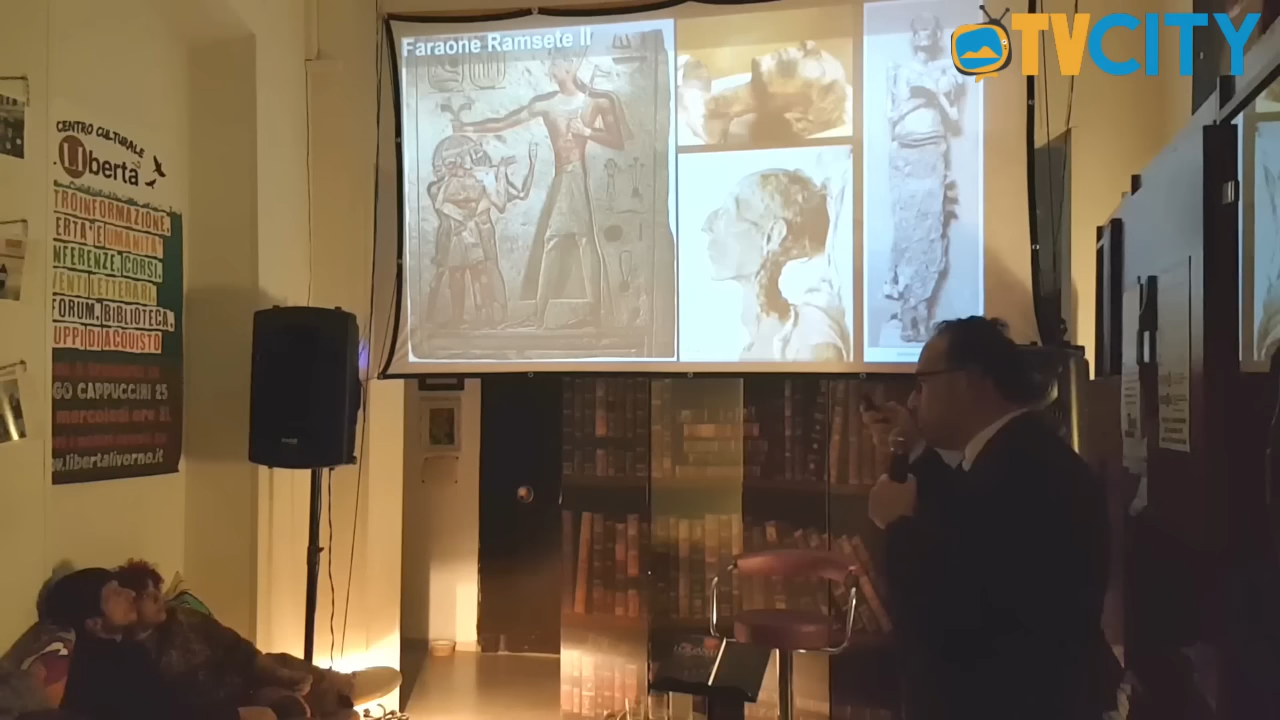 TVCITY
Faraone Ramsete II
CENTRO CULTURALE
LIbertà
TROINFORMAZIONE,
ERTA' E UMANITA'
NFERENZE, CORSI,
VENTI LETTERARI,
FORUM, BIBLIOTECA,
UPPI DI ACQUISTO
GO CAPPUCCINI 25
mercoledì ore 21
w.libertalivorno.it